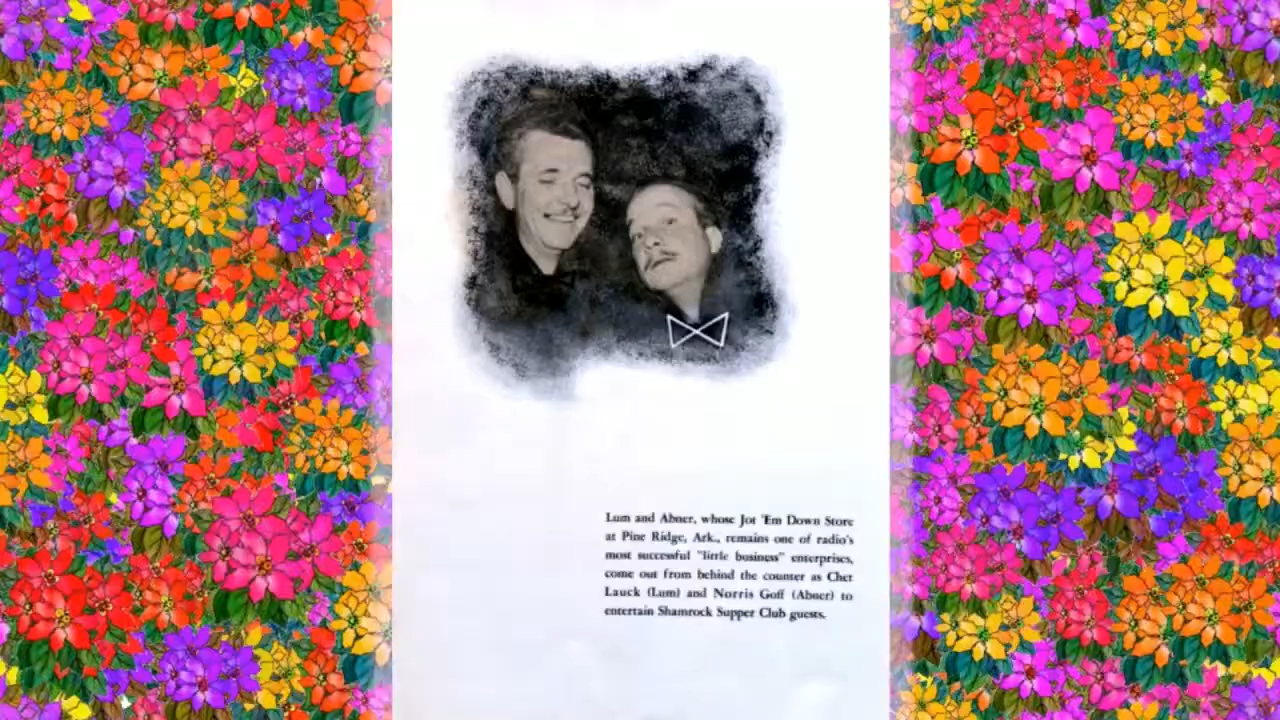 Lum and Abner, whose Jot 'Em Down Store
at Pine Ridge, Ark., remains one of radio's
most successful "little business" enterprises,
come out from behind the counter as Chet
Lauck (Lum) and Norris Goff (Abner) to
entertain Shamrock Supper Club guests.